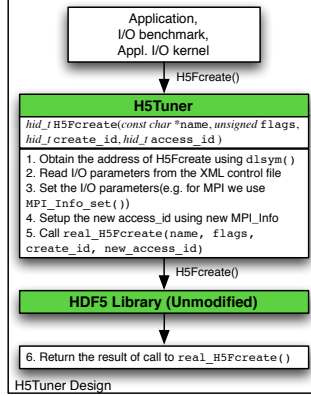 Application,
I/O benchmark,
Appl. I/O kernel
H5Fcreate()
H5Tuner
hid_t H5Fcreate(const char *name, unsigned flags,
hid_t create_id, hid_t access_id )
1. Obtain the address of H5Fcreate using dlsym()
2. Read I/O parameters from the XML control file
3. Set the I/O parameters(e.g. for MPI we use
MPI_Info_set())
4. Setup the new access_id using new MPI_Info
5. Call real_H5Fcreate(name, flags,
create_id, new_access_id)
H5Fcreate()
HDF5 Library (Unmodified)
6. Return the result of call to real_H5Fcreate()
H5Tuner Design